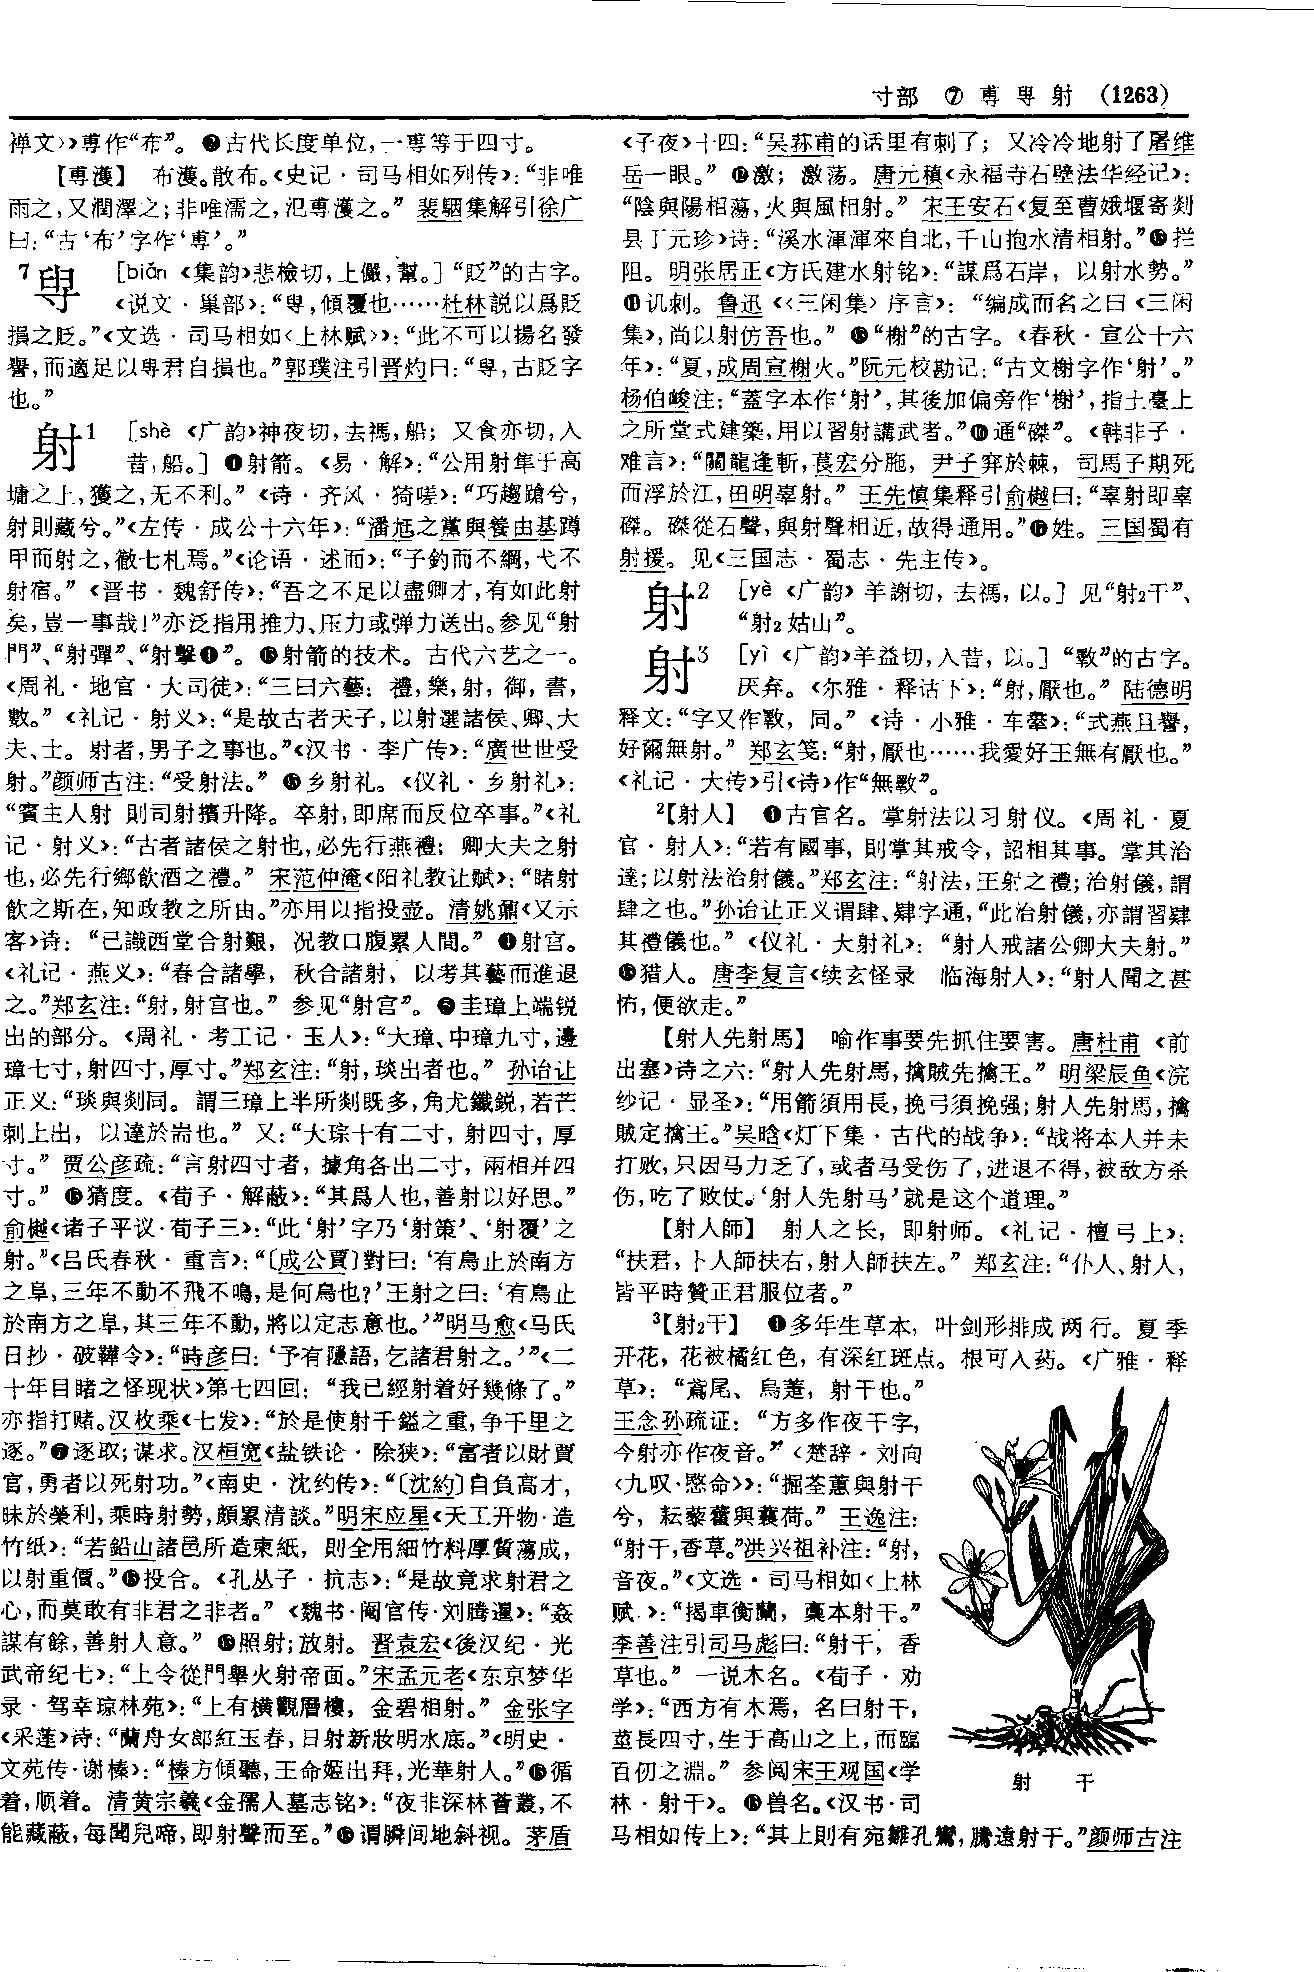 寸部　⑦ 尃 㝵 射　(1263)
禅文》》尃作“布”。❷古代长度单位,一尃等于四寸。
【尃濩】　布濩。散布。《史记·司马相如列传》:“非唯
雨之,又潤澤之;非唯濡之,氾尃濩之。”裴駰集解引徐广
曰:“古‘布’字作‘尃’。”
7 [biǎn《集韵》悲檢切,上儼,幫。]“贬”的古字。
《说文·巢部》:“㝵,傾覆也……杜林説以爲貶
損之貶。”《文选·司马相如〈上林赋〉》:“此不可以揚名發
譽,而適足以㝵君自損也。”郭璞注引晋灼曰:“㝵,古貶字
也。”
射1　[shè《广韵》神夜切,去禡,船;又食亦切,入
昔,船。]❶射箭。《易·解》:“公用射隼于高
墉之上,獲之,无不利。”《诗·齐风·猗嗟》:“巧趨蹌兮,
射則臧兮。”《左传·成公十六年》:“潘尫之黨與養由基蹲
甲而射之,徹七札焉。”《论语·述而》:“子釣而不綱,弋不
射宿。”《晋书·魏舒传》:“吾之不足以盡卿才,有如此射
矣,豈一事哉!”亦泛指用推力、压力或弹力送出。参见“射
門”、“射彈”、“射擊❶”。❷射箭的技术。古代六艺之一。
《周礼·地官·大司徒》:“三曰六藝:禮,樂,射,御,書,
數。”《礼记·射义》:“是故古者天子,以射選諸侯、卿、大
夫、士。射者,男子之事也。”《汉书·李广传》:“廣世世受
射。”颜师古注:“受射法。”❸乡射礼。《仪礼·乡射礼》:
“賓主人射　則司射擯升降。卒射,即席而反位卒事。”《礼
记·射义》:“古者諸侯之射也,必先行燕禮;卿大夫之射
也,必先行鄉飲酒之禮。”宋范仲淹《阳礼教让赋》:“睹射
飲之斯在,知政教之所由。”亦用以指投壶。清姚鼐《又示
客》诗:“已識西堂合射艱,况教口腹累人間。”❹射宫。
《礼记·燕义》:“春合諸學,秋合諸射,以考其藝而進退
之。”郑玄注:“射,射宫也。”参见“射宫”。❺圭璋上端锐
出的部分。《周礼·考工记·玉人》:“大璋、中璋九寸,邊
璋七寸,射四寸,厚寸。”郑玄注:“射,琰出者也。”孙诒让
正义:“琰與剡同。謂三璋上半所剡既多,角尤鐵鋭,若芒
刺上出,以達於耑也。”又:“大琮十有二寸,射四寸,厚
寸。”贾公彦疏:“言射四寸者,據角各出二寸,兩相并四
寸。”❻猜度。《荀子·解蔽》:“其爲人也,善射以好思。”
俞樾《诸子平议·荀子三》:“此‘射’字乃‘射策’、‘射覆’之
射。”《吕氏春秋·重言》:“〔成公賈〕對曰:‘有鳥止於南方
之阜,三年不動不飛不鳴,是何鳥也?’王射之曰:‘有鳥止
於南方之阜,其三年不動,將以定志意也。’”明马愈《马氏
日抄·破韡令》:“時彦曰:‘予有隱語,乞諸君射之。’”《二
十年目睹之怪现状》第七四回:“我已經射着好幾條了。”
亦指打赌。汉枚乘《七发》:“於是使射千鎰之重,争千里之
逐。”❼逐取;谋求。汉桓宽《盐铁论·除狭》:“富者以財賈
官,勇者以死射功。”《南史·沈约传》:“〔沈約〕自負高才,
昧於榮利,乘時射勢,頗累清談。”明宋应星《天工开物·造
竹纸》:“若鉛山諸邑所造柬紙,則全用細竹料厚質蕩成,
以射重價。”❽投合。《孔丛子·抗志》:“是故竞求射君之
心,而莫敢有非君之非者。”《魏书·阉官传·刘腾暹》:“姦
謀有餘,善射人意。”❾照射;放射。晋袁宏《後汉纪·光
武帝纪七》:“上令從門舉火射帝面。”宋孟元老《东京梦华
录·驾幸琼林苑》:“上有横觀層樓,金碧相射。”金张字
《采莲》诗:“蘭舟女郎紅玉春,日射新妝明水底。”《明史·
文苑传·谢榛》:“榛方傾聽,王命姬出拜,光華射人。”❿循
着,顺着。清黄宗羲《金孺人墓志铭》:“夜非深林薈叢,不
能藏蔽,每聞兒啼,即射聲而至。”⓫谓瞬间地斜视。茅盾
《子夜》十四:“吴荪甫的话里有刺了;又冷冷地射了屠维
岳一眼。”⓬激;激荡。唐元稹《永福寺石壁法华经记》:
“陰與陽相蕩,火與風相射。”宋王安石《复至曹娥堰寄剡
县丁元珍》诗:“溪水渾渾來自北,千山抱水清相射。”⓭拦
阻。明张居正《方氏建水射铭》:“謀爲石岸,以射水勢。”
⓮讥刺。鲁迅《〈三闲集〉序言》:“编成而名之曰《三闲
集》,尚以射仿吾也。”⓯“榭”的古字。《春秋·宣公十六
年》:“夏,成周宣榭火。”阮元校勘记:“古文榭字作‘射’。”
杨伯峻注:“蓋字本作‘射’,其後加偏旁作‘榭’,指土臺上
之所堂式建築,用以習射講武者。”⓰通“磔”。《韩非子·
难言》:“關龍逢斬,萇宏分胣,尹子穽於棘,司馬子期死
而浮於江,田明辜射。”王先慎集释引俞樾曰:“辜射即辜
磔。磔從石聲,與射聲相近,故得通用。”⓱姓。三国蜀有
射援。见《三国志·蜀志·先主传》。
射2　[yè《广韵》羊謝切,去禡,以。]见“射2干”、
“射2姑山”。
射3　[yì《广韵》羊益切,入昔,以。]“斁”的古字。
厌弃。《尔雅·释诂下》:“射,厭也。”陆德明
释文:“字又作斁,同。”《诗·小雅·车舝》:“式燕且譽,
好爾無射。”郑玄笺:“射,厭也……我愛好王無有厭也。”
《礼记·大传》引《诗》作“無斁”。
2【射人】　❶古官名。掌射法以习射仪。《周礼·夏
官·射人》:“若有國事,則掌其戒令,詔相其事。掌其治
達;以射法治射儀。”郑玄注:“射法,王射之禮;治射儀,謂
肆之也。”孙诒让正义谓肆、肄字通,“此治射儀,亦謂習肄
其禮儀也。”《仪礼·大射礼》:“射人戒諸公卿大夫射。”
❷猎人。唐李复言《续玄怪录　临海射人》:“射人聞之甚
怖,便欲走。”
【射人先射馬】　喻作事要先抓住要害。唐杜甫《前
出塞》诗之六:“射人先射馬,擒賊先擒王。”明梁辰鱼《浣
纱记·显圣》:“用箭須用長,挽弓須挽强;射人先射馬,擒
賊定擒王。”吴晗《灯下集·古代的战争》:“战将本人并未
打败,只因马力乏了,或者马受伤了,进退不得,被敌方杀
伤,吃了败仗。‘射人先射马’就是这个道理。”
【射人師】　射人之长,即射师。《礼记·檀弓上》:
“扶君,卜人師扶右,射人師扶左。”郑玄注:“仆人、射人,
皆平時贊正君服位者。”
3【射2干】　❶多年生草本,叶剑形排成两行。夏季
开花,花被橘红色,有深红斑点。根可入药。《广雅·释
草》:“鳶尾、烏蓮,射干也。”
王念孙疏证:“方多作夜干字,
今射亦作夜音。”《楚辞·刘向
〈九叹·愍命〉》:“掘荃蕙與射干
兮,耘藜藿與蘘荷。”王逸注:
“射干,香草。”洪兴祖补注:“射,
音夜。”《文选·司马相如〈上林
赋〉》:“揭車衡蘭,稾本射干。”
李善注引司马彪曰:“射干,香
草也。”一说木名。《荀子·劝
学》:“西方有木焉,名曰射干,
莖長四寸,生于高山之上,而臨
百仞之淵。”参阅宋王观国《学
林·射干》。❷兽名。《汉书·司
马相如传上》:“其上則有宛雛孔鸞,騰遠射干。”颜师古注
射　干